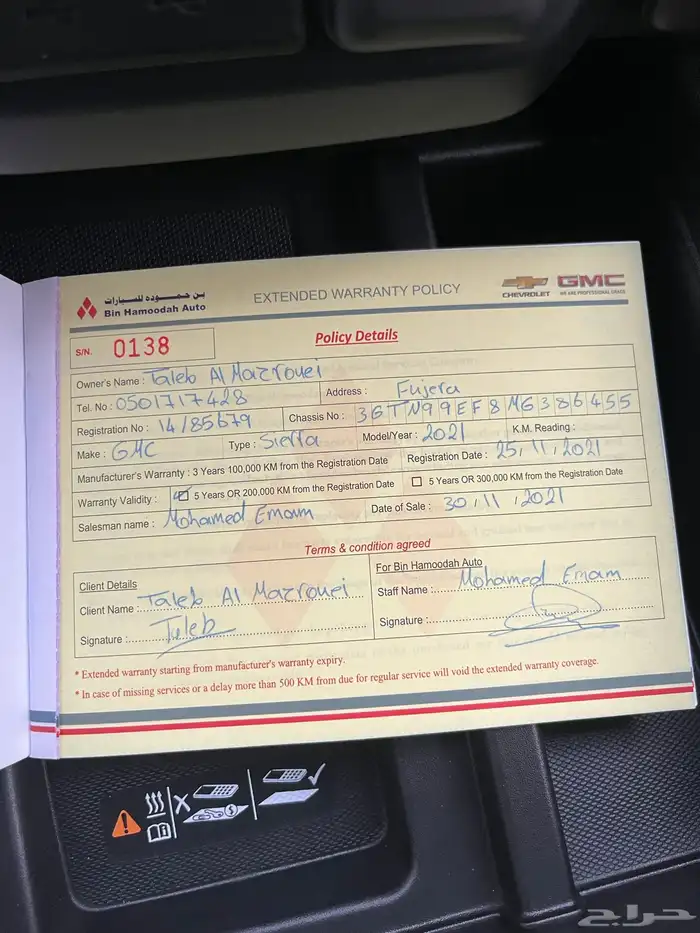 بن حموده للسيارات
Bin Hamoodah Auto
EXTENDED WARRANTY POLICY
CHEVROLET
GMC
WE ARE PROFESSIONAL GRADE
S/N. 0138
Policy Details
Owner's Name : Taleb Al Mazrouei
Tel. No : 0501717428 Address : Fujera
Registration No : 14/85679 Chassis No : 3GTN99EF8MG386455
Make : GMC Type : Sierra Model/Year : 2021 K.M. Reading :
Manufacturer's Warranty : 3 Years 100,000 KM from the Registration Date Registration Date : 25/11/2021
Warranty Validity : 5 Years OR 200,000 KM from the Registration Date 5 Years OR 300,000 KM from the Registration Date
Salesman name : Mohamed Emam Date of Sale : 30/11/2021
Terms & condition agreed
Client Details For Bin Hamoodah Auto
Client Name : Taleb Al Mazrouei Staff Name : Mohamed Emam
Signature : Taleb Signature :
* Extended warranty starting from manufacturer's warranty expiry.
* In case of missing services or a delay more than 500 KM from due for regular service will void the extended warranty coverage.
حراج